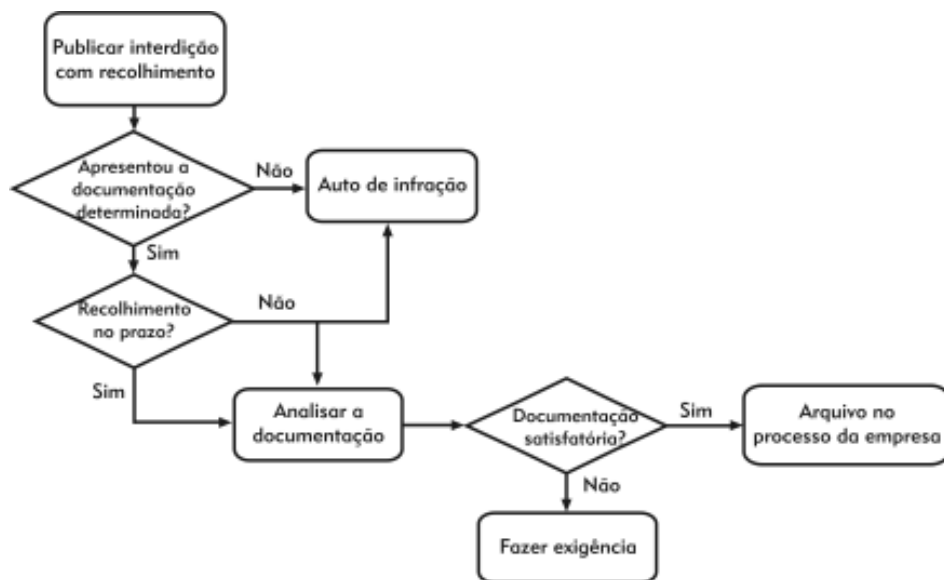 Publicar interdição
com recolhimento
Apresentou a
documentação
determinada?
Não
Auto de infração
Sim
Recolhimento
no prazo?
Não
Sim
Analisar a
documentação
Documentação
satisfatória?
Sim
Arquivo no
processo da empresa
Não
Fazer exigência